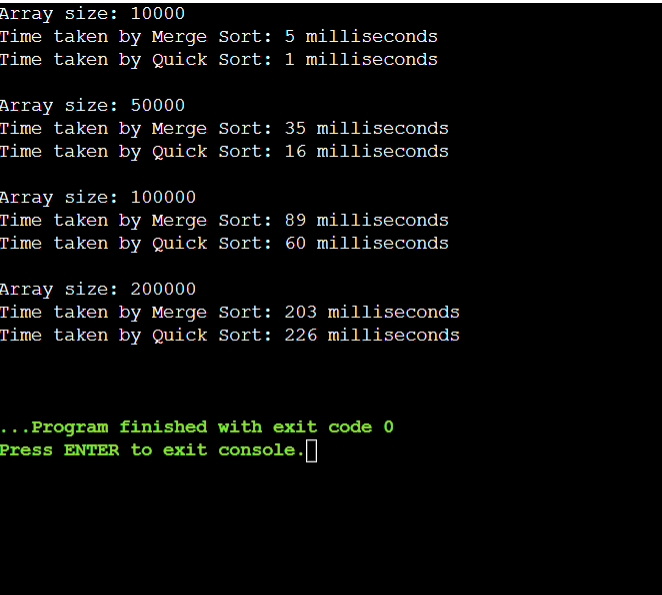 Array size: 10000
Time taken by Merge Sort: 5 milliseconds
Time taken by Quick Sort: 1 milliseconds
Array size: 50000
Time taken by Merge Sort: 35 milliseconds
Time taken by Quick Sort: 16 milliseconds
Array size: 100000
Time taken by Merge Sort: 89 milliseconds
Time taken by Quick Sort: 60 milliseconds
Array size: 200000
Time taken by Merge Sort: 203 milliseconds
Time taken by Quick Sort: 226 milliseconds
...Program finished with exit code 0
Press ENTER to exit console.